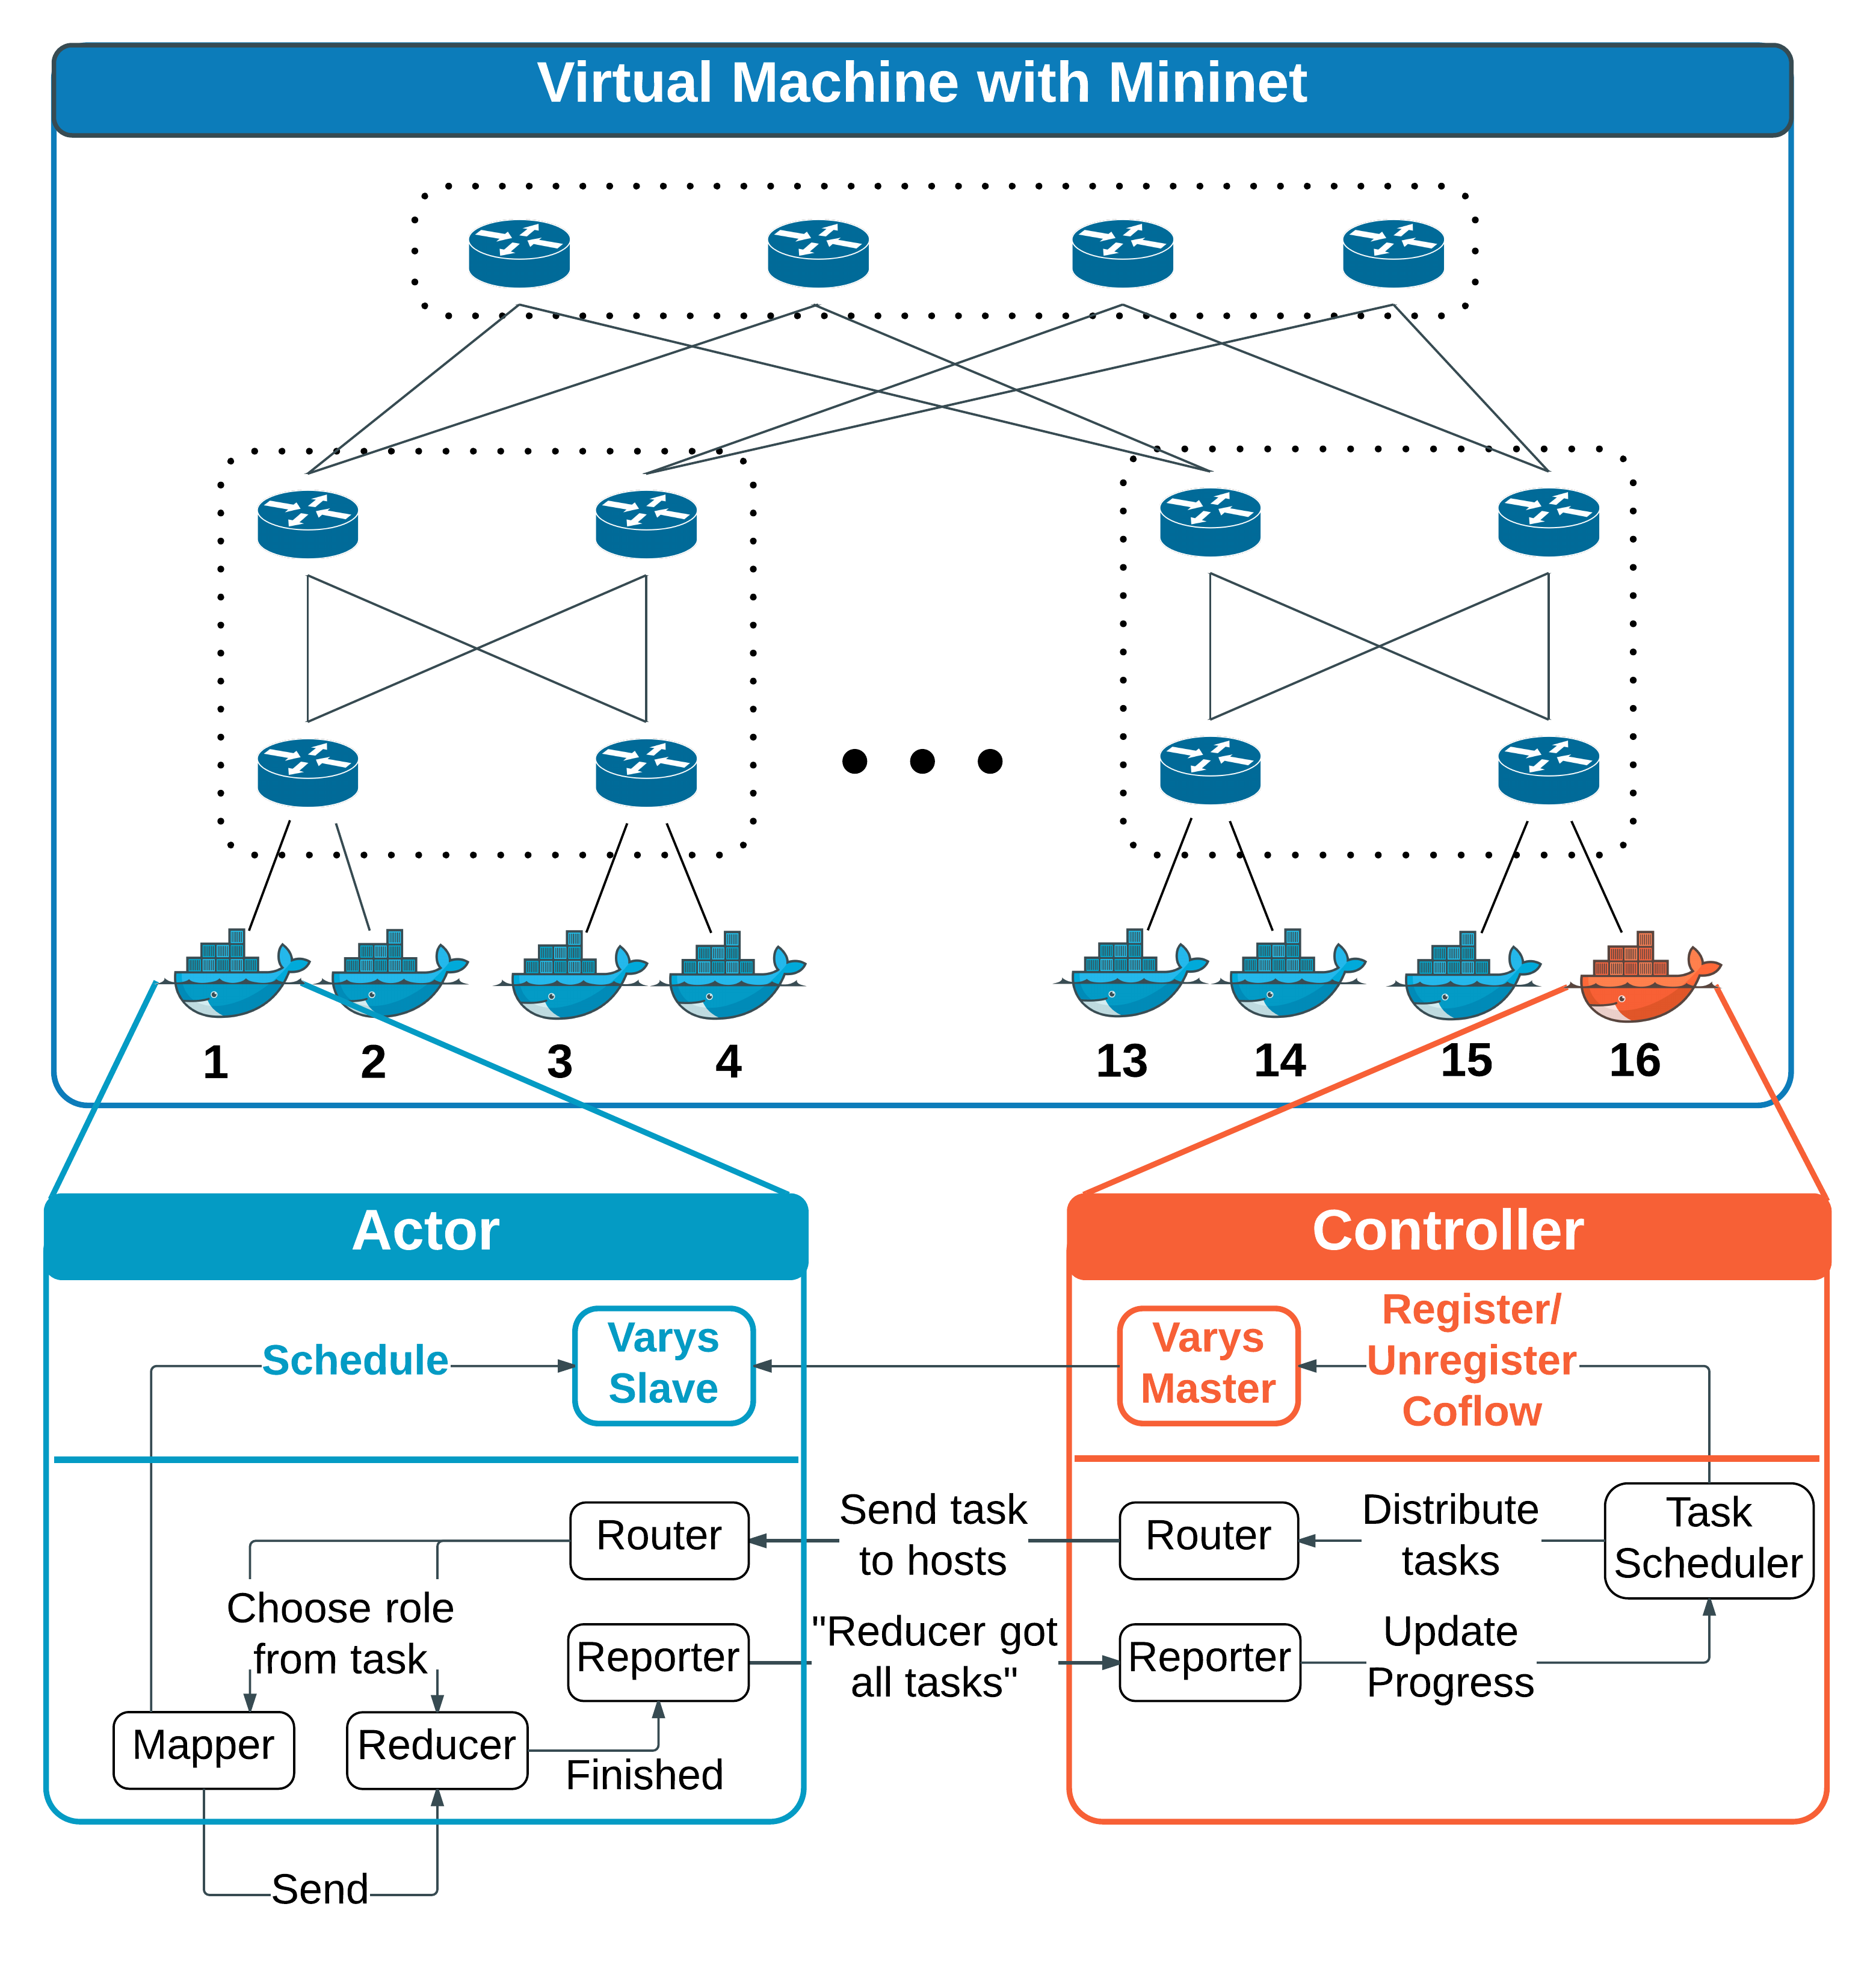 Virtual Machine with Mininet
1
2
3
4
13
14
15
16
Actor
Controller
Schedule
Varys
Slave
Varys
Master
Register/
Unregister
Coflow
Router
Send task
to hosts
Router
Distribute
tasks
Task
Scheduler
Choose role
from task
Reporter
"Reducer got
all tasks"
Reporter
Update
Progress
Mapper
Reducer
Finished
Send